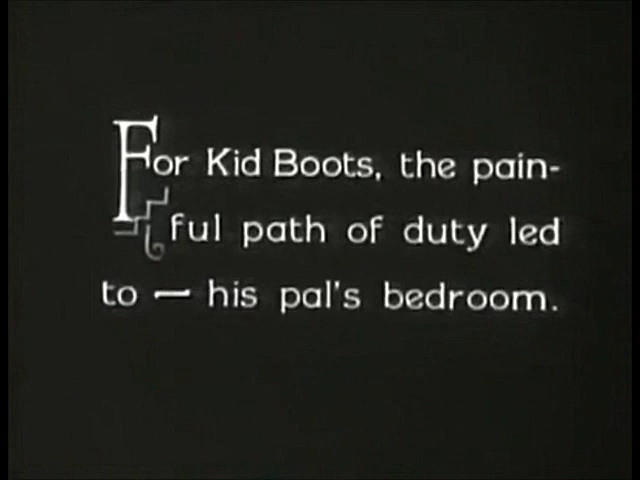 For Kid Boots, the pain-
ful path of duty led
to — his pal's bedroom.